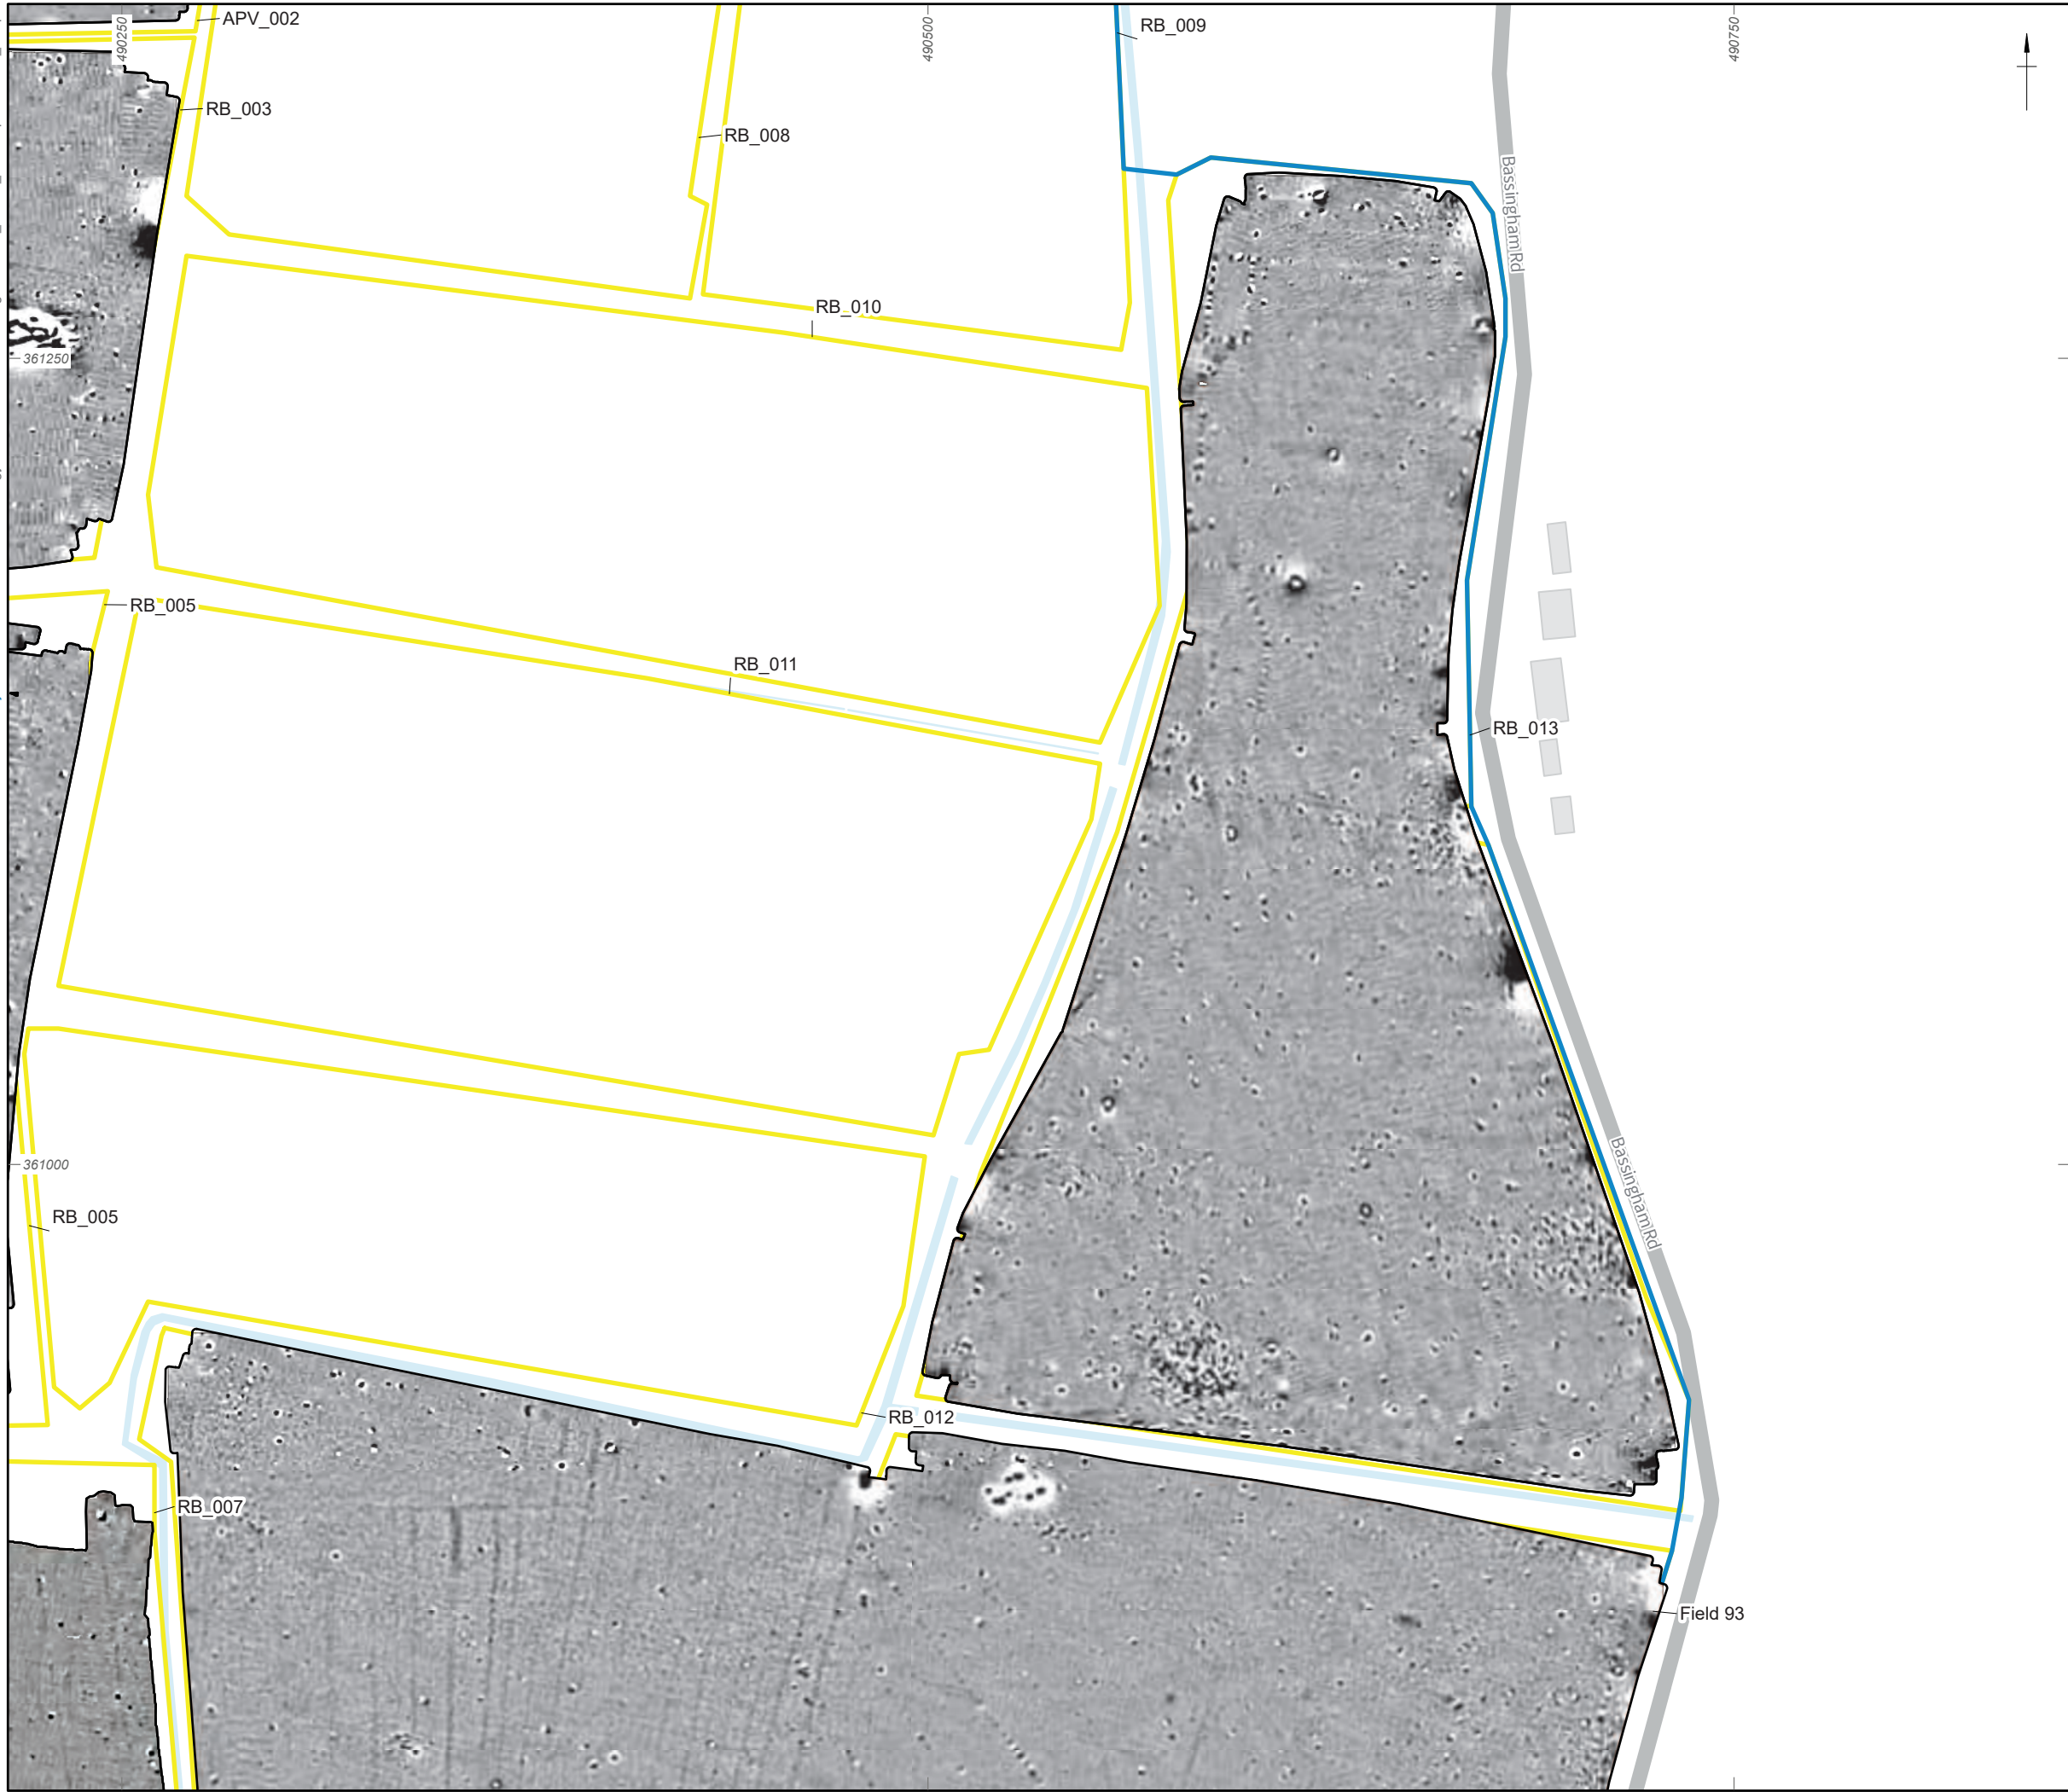 APV_002
490250
490500
RB_009
490750
RB_003
RB_008
Bassingham Rd
RB_010
361250
RB_005
RB_011
RB_013
361000
Bassingham Rd
RB_005
RB_012
RB_007
Field 93